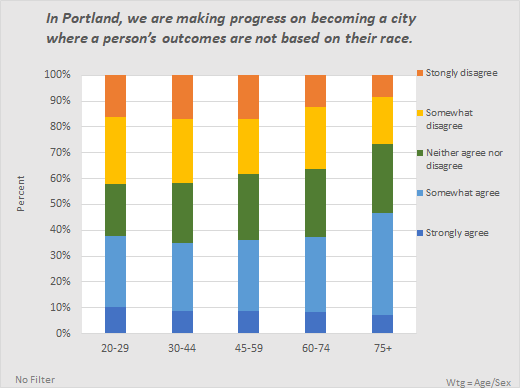 In Portland, we are making progress on becoming a city
where a person's outcomes are not based on their race.
100%
90%
80%
70%
60%
50%
40%
30%
20%
10%
0%
Percent
20-29
30-44
45-59
60-74
75+
Stongly disagree
Somewhat
disagree
Neither agree nor
disagree
Somewhat agree
Strongly agree
No Filter
Wtg = Age/Sex